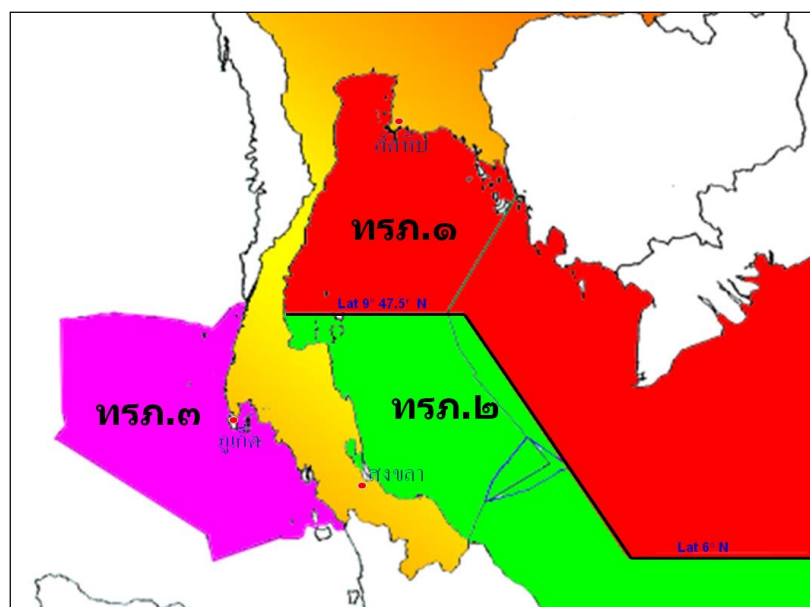 สัตหีบ
ทรภ.๑
Lat 9° 47.5' N
ทรภ.๓
ทรภ.๒
ภูเก็ต
สงขลา
Lat 6° N